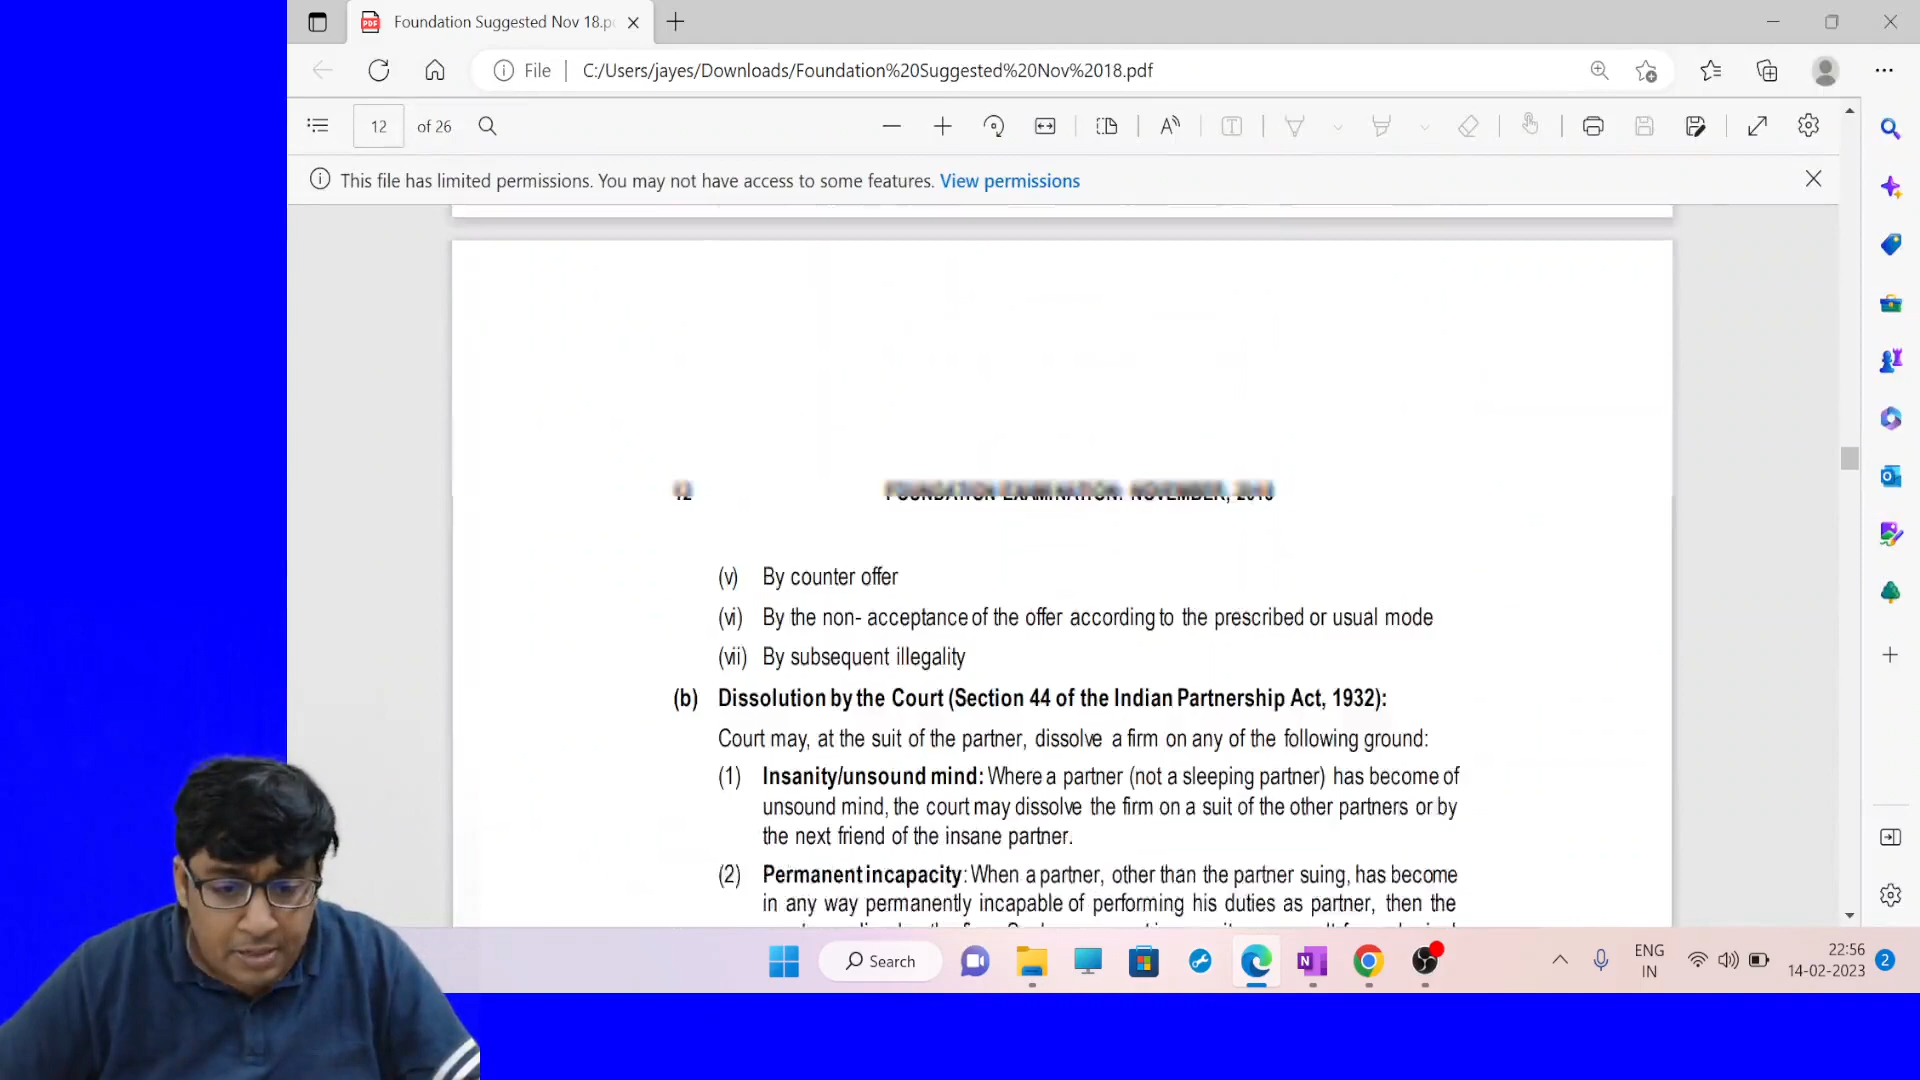 Foundation Suggested Nov 18.p
File
C:/Users/jayes/Downloads/Foundation%20Suggested%20Nov%2018.pdf
12 of 26
This file has limited permissions. You may not have access to some features. View permissions
12 FOUNDATION EXAMINATION: NOVEMBER, 2018
(v) By counter offer
(vi) By the non- acceptance of the offer according to the prescribed or usual mode
(vii) By subsequent illegality
(b) Dissolution by the Court (Section 44 of the Indian Partnership Act, 1932):
Court may, at the suit of the partner, dissolve a firm on any of the following ground:
(1) Insanity/unsound mind: Where a partner (not a sleeping partner) has become of
unsound mind, the court may dissolve the firm on a suit of the other partners or by
the next friend of the insane partner.
(2) Permanent incapacity: When a partner, other than the partner suing, has become
in any way permanently incapable of performing his duties as partner, then the
Search
ENG
IN
22:56
14-02-2023
2